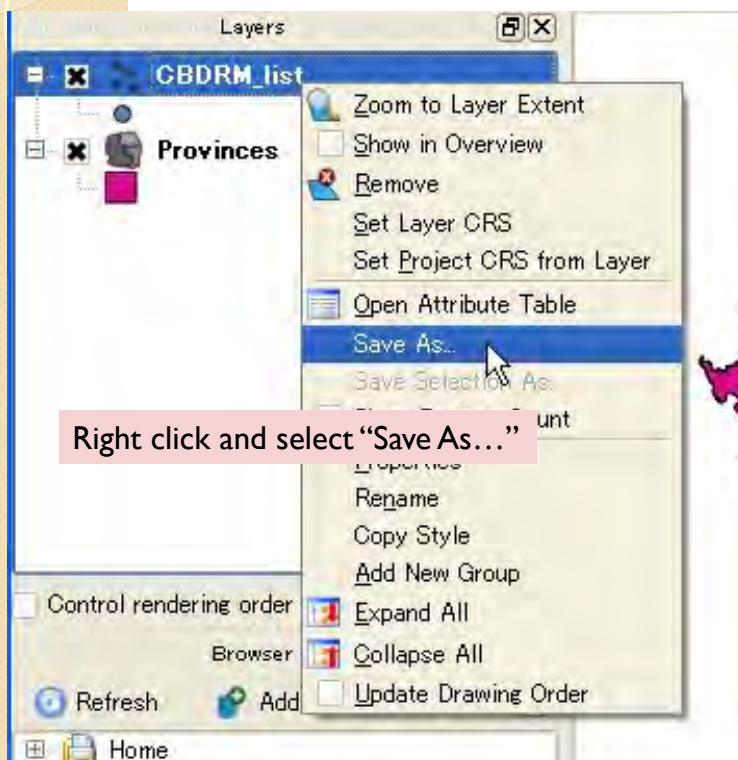 Layers
CBDRM_list
Provinces
Zoom to Layer Extent
Show in Overview
Remove
Set Layer CRS
Set Project CRS from Layer
Open Attribute Table
Save As...
Save Selection As
Right click and select “Save As…”
Properties
Rename
Copy Style
Add New Group
Expand All
Collapse All
Update Drawing Order
Control rendering order
Browser
Refresh
Add
Home